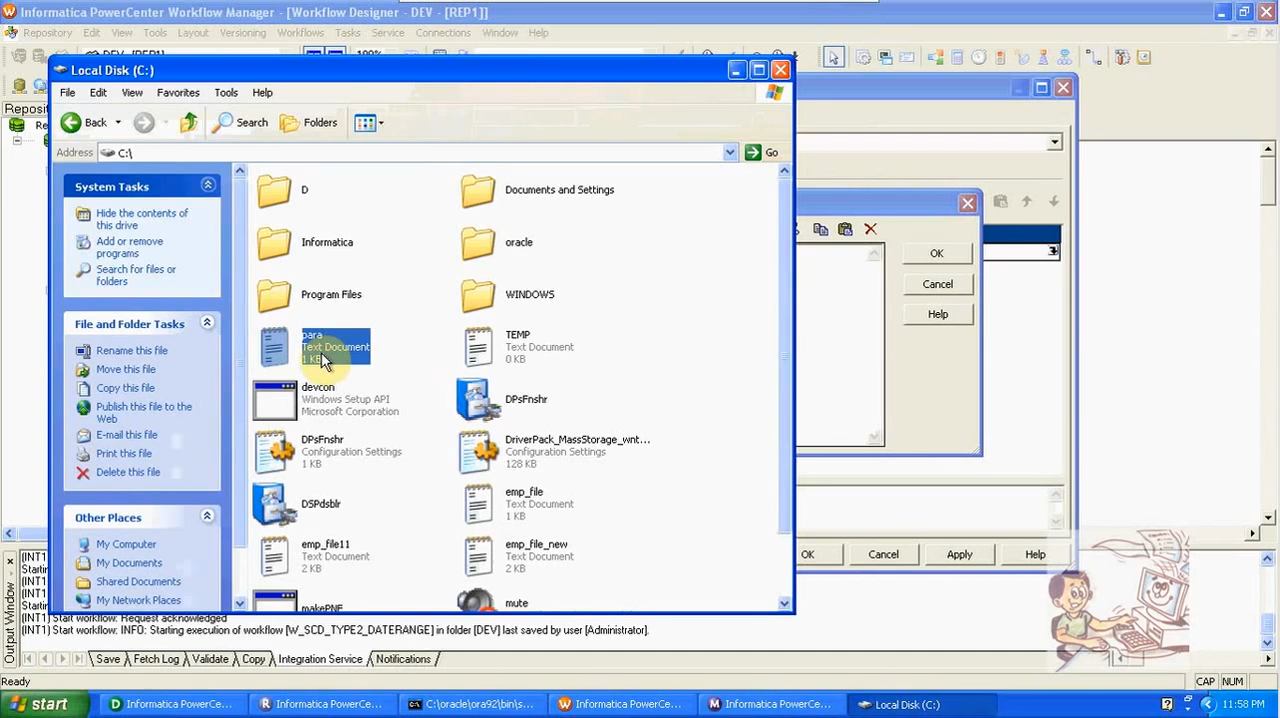 Informatica PowerCenter Workflow Manager - [Workflow Designer - DEV - [REP1]]
Repository Edit View Tools Layout Versioning Workflows Tasks Service Connections Window Help
Local Disk (C:)
File Edit View Favorites Tools Help
Back Search Folders
Address C:\ Go
System Tasks
Hide the contents of
this drive
Add or remove
programs
Search for files or
folders
File and Folder Tasks
Rename this file
Move this file
Copy this file
Publish this file to the
Web
E-mail this file
Print this file
Delete this file
Other Places
My Computer
My Documents
Shared Documents
My Network Places
D
Documents and Settings
Informatica
oracle
Program Files
WINDOWS
para
Text Document
1 KB
TEMP
Text Document
0 KB
devcon
Windows Setup API
Microsoft Corporation
DPsFnshr
DPsFnshr
Configuration Settings
1 KB
DriverPack_MassStorage_wnt...
Configuration Settings
128 KB
DSPdsblr
emp_file
Text Document
1 KB
emp_file11
Text Document
2 KB
emp_file_new
Text Document
2 KB
makePNF
mute
OK
Cancel
Help
OK Cancel Apply Help
Output Window
(INT1) Start workflow: Request acknowledged
(INT1) Start workflow: INFO: Starting execution of workflow [W_SCD_TYPE2_DATERANGE] in folder [DEV] last saved by user [Administrator].
Save Fetch Log Validate Copy Integration Service Notifications
Ready CAP NUM
start Informatica PowerCe... Informatica PowerCe... C:\oracle\ora92\bin\s... Informatica PowerCe... Informatica PowerCe... Local Disk (C:) 11:58 PM